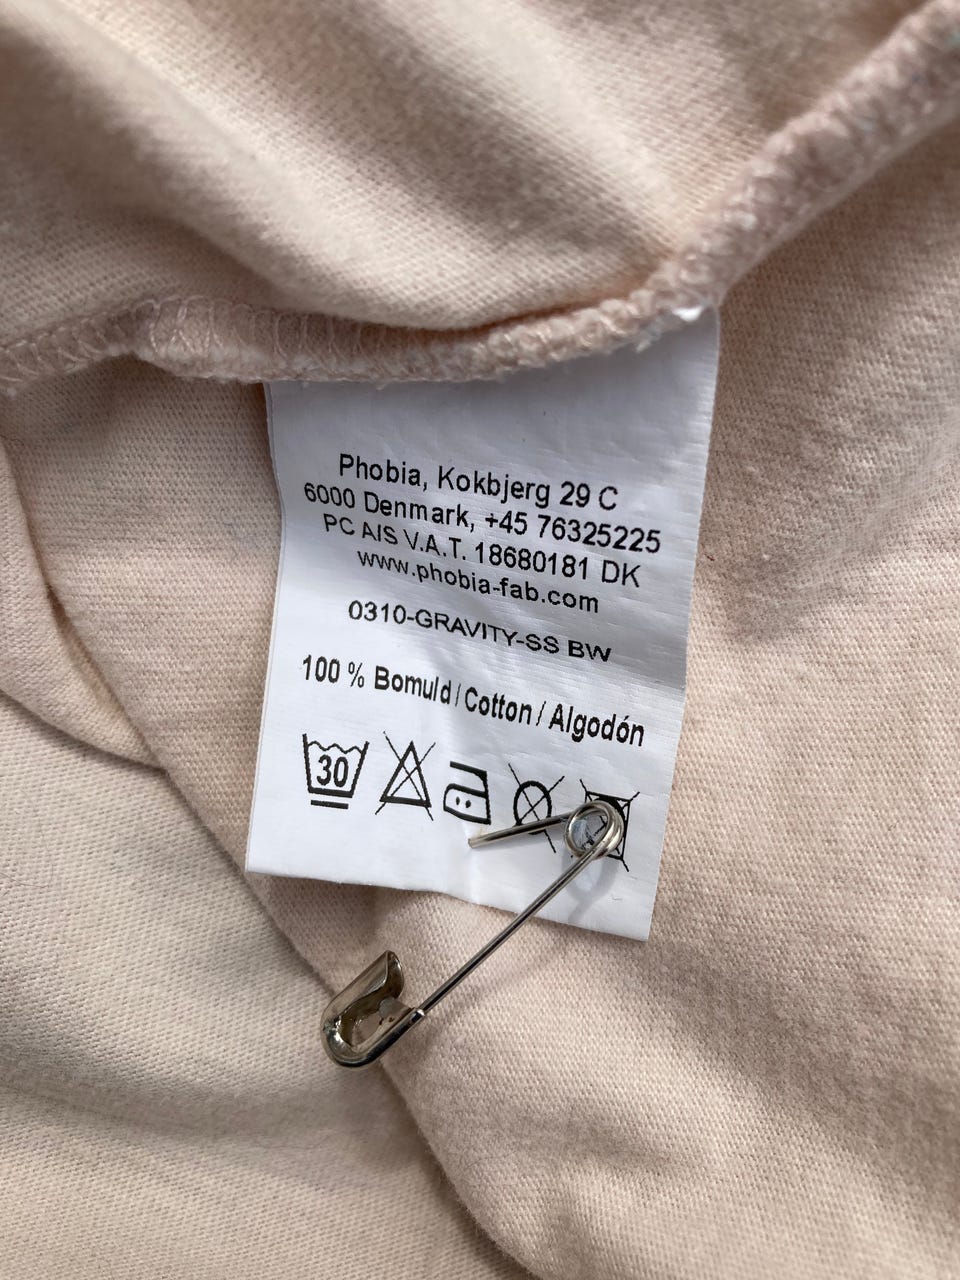 Phobia, Kokbjerg 29 C
6000 Denmark, +45 76325225
PC A/S V.A.T. 18680181 DK
www.phobia-fab.com
0310-GRAVITY-SS BW
100 % Bomuld / Cotton / Algodón
30